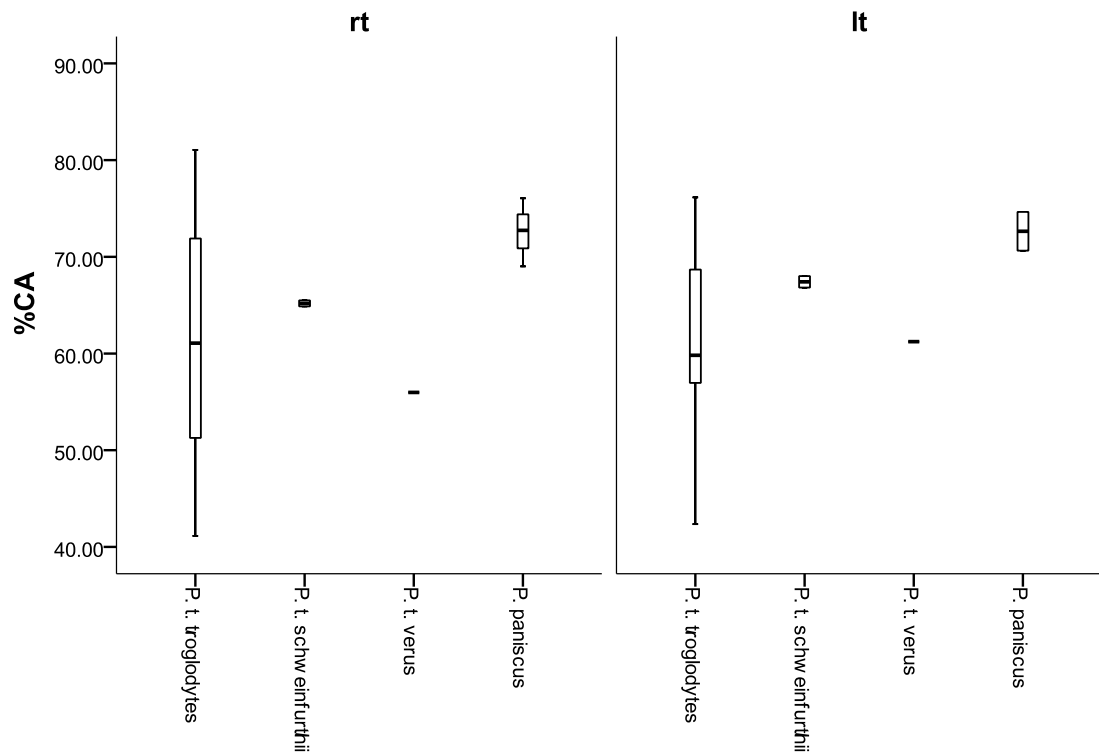 rt
lt
%CA
90.00
80.00
70.00
60.00
50.00
40.00
P. t. troglodytes
P. t. schweinfurthii
P. t. verus
P. paniscus
P. t. troglodytes
P. t. schweinfurthii
P. t. verus
P. paniscus